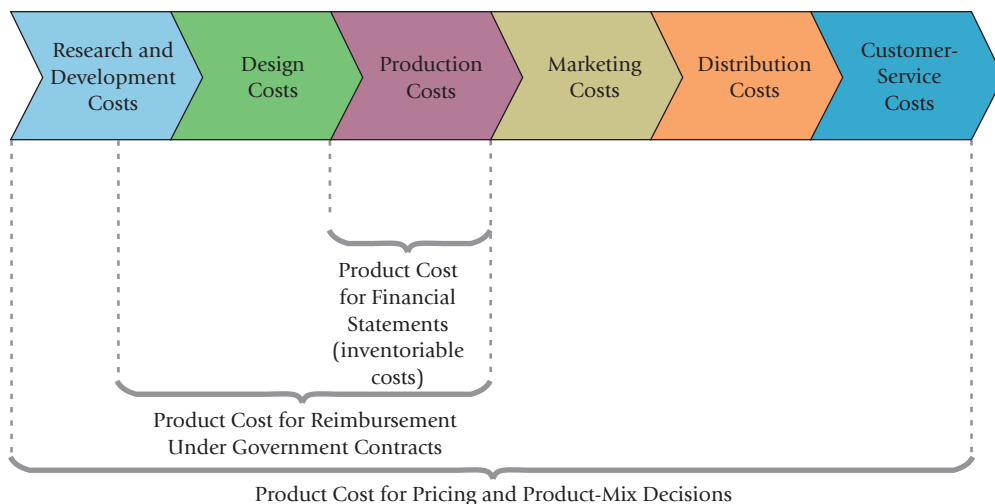 Research and
Development
Costs
Design
Costs
Production
Costs
Marketing
Costs
Distribution
Costs
Customer-
Service
Costs
Product Cost
for Financial
Statements
(inventoriable
costs)
Product Cost for Reimbursement
Under Government Contracts
Product Cost for Pricing and Product-Mix Decisions